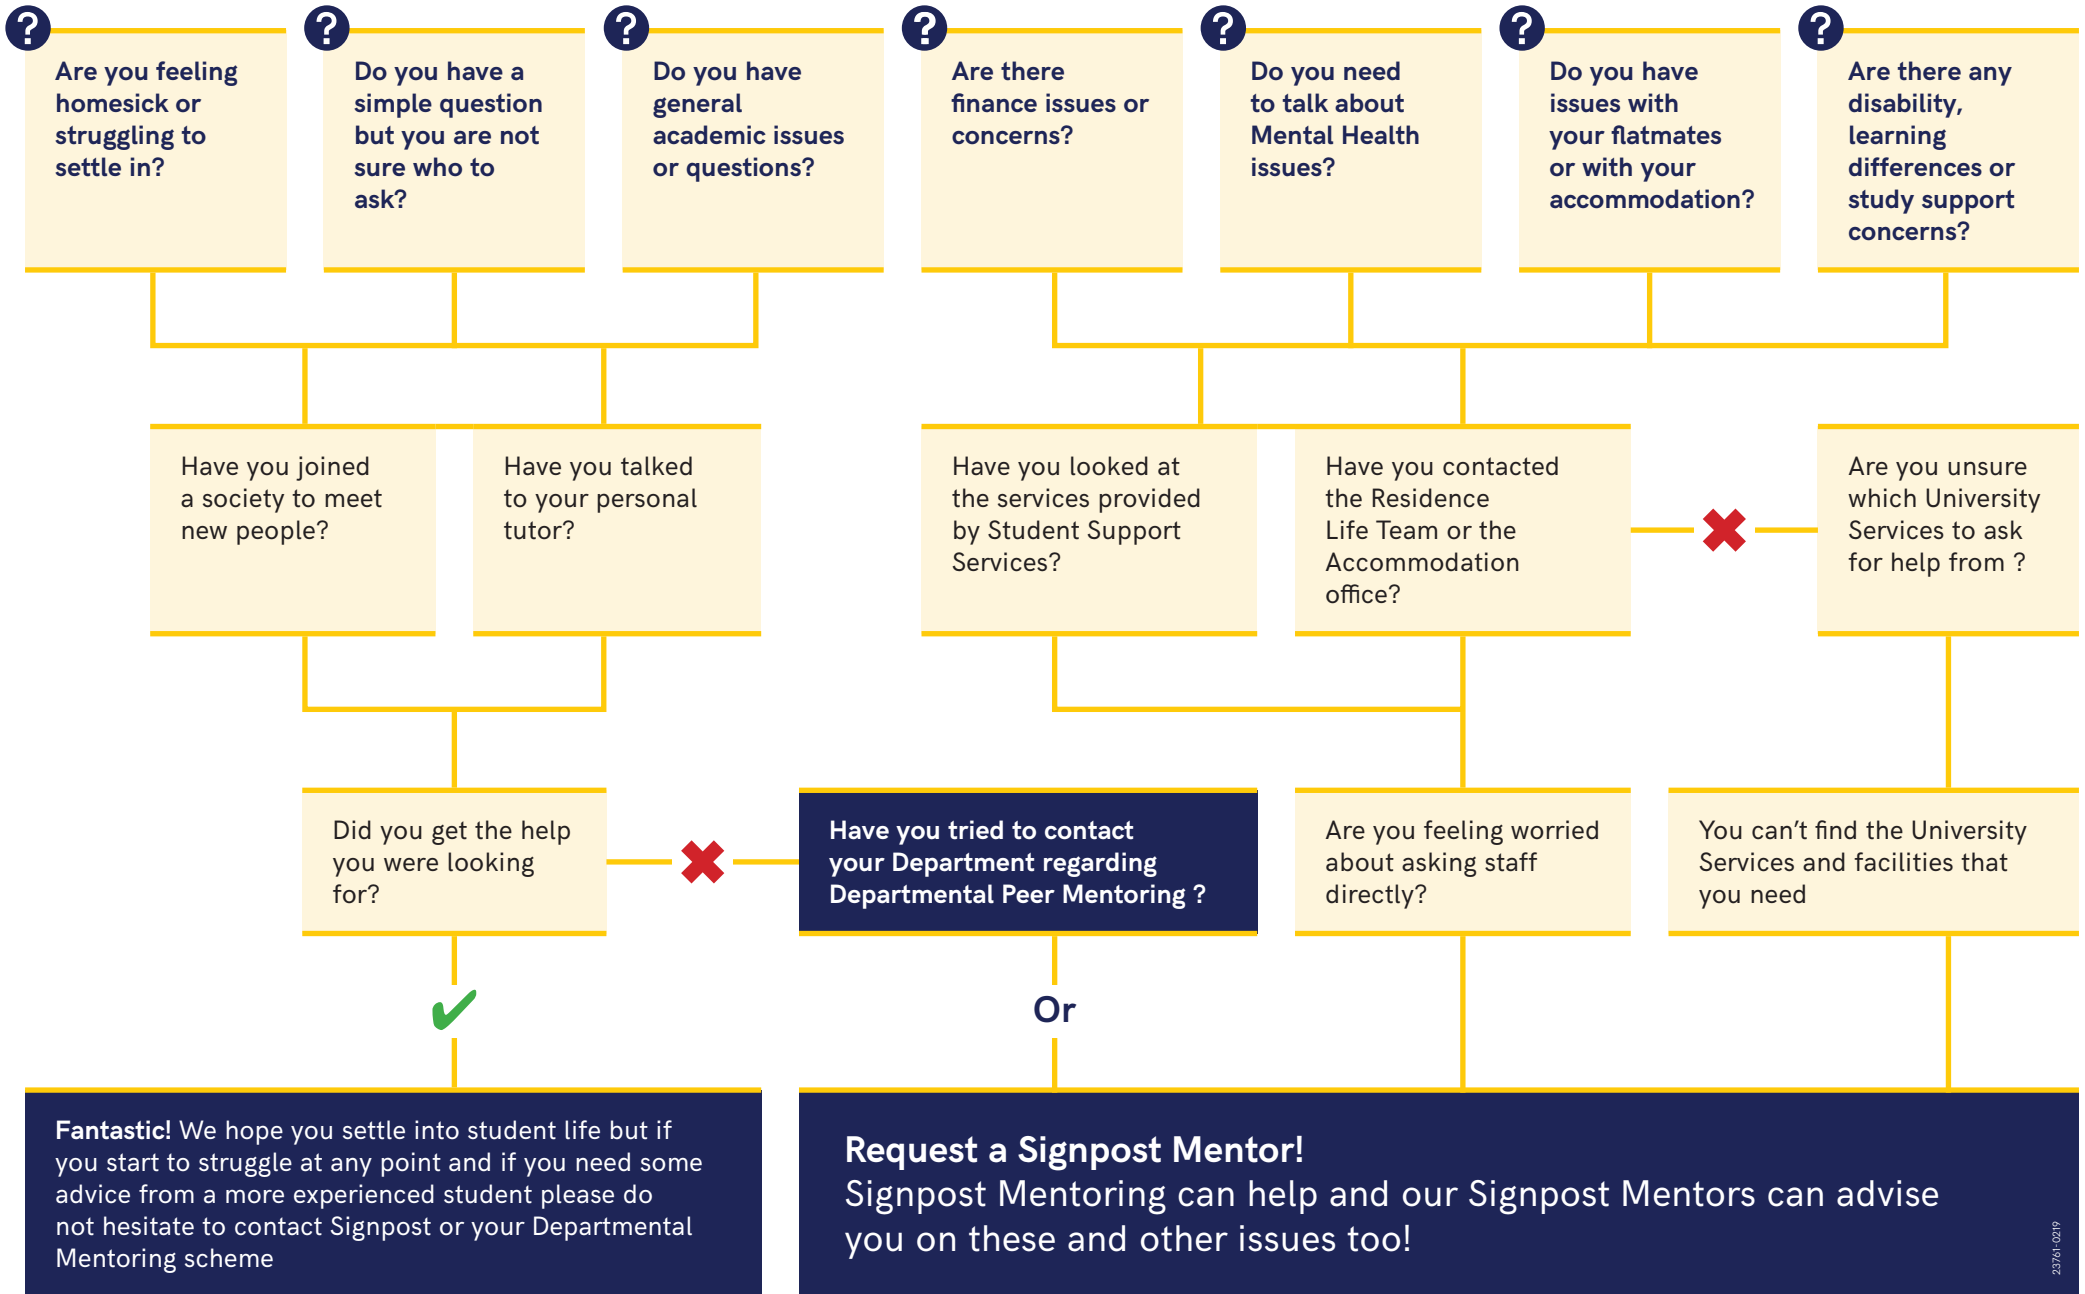 ?
Are you feeling
homesick or
struggling to
settle in?
?
Do you have a
simple question
but you are not
sure who to
ask?
?
Do you have
general
academic issues
or questions?
?
Are there
finance issues or
concerns?
?
Do you need
to talk about
Mental Health
issues?
?
Do you have
issues with
your flatmates
or with your
accommodation?
?
Are there any
disability,
learning
differences or
study support
concerns?
Have you joined
a society to meet
new people?
Have you talked
to your personal
tutor?
Have you looked at
the services provided
by Student Support
Services?
Have you contacted
the Residence
Life Team or the
Accommodation
office?
Are you unsure
which University
Services to ask
for help from ?
Did you get the help
you were looking
for?
Have you tried to contact
your Department regarding
Departmental Peer Mentoring ?
Are you feeling worried
about asking staff
directly?
You can’t find the University
Services and facilities that
you need
Or
Fantastic! We hope you settle into student life but if
you start to struggle at any point and if you need some
advice from a more experienced student please do
not hesitate to contact Signpost or your Departmental
Mentoring scheme
Request a Signpost Mentor!
Signpost Mentoring can help and our Signpost Mentors can advise
you on these and other issues too!
23761-0219